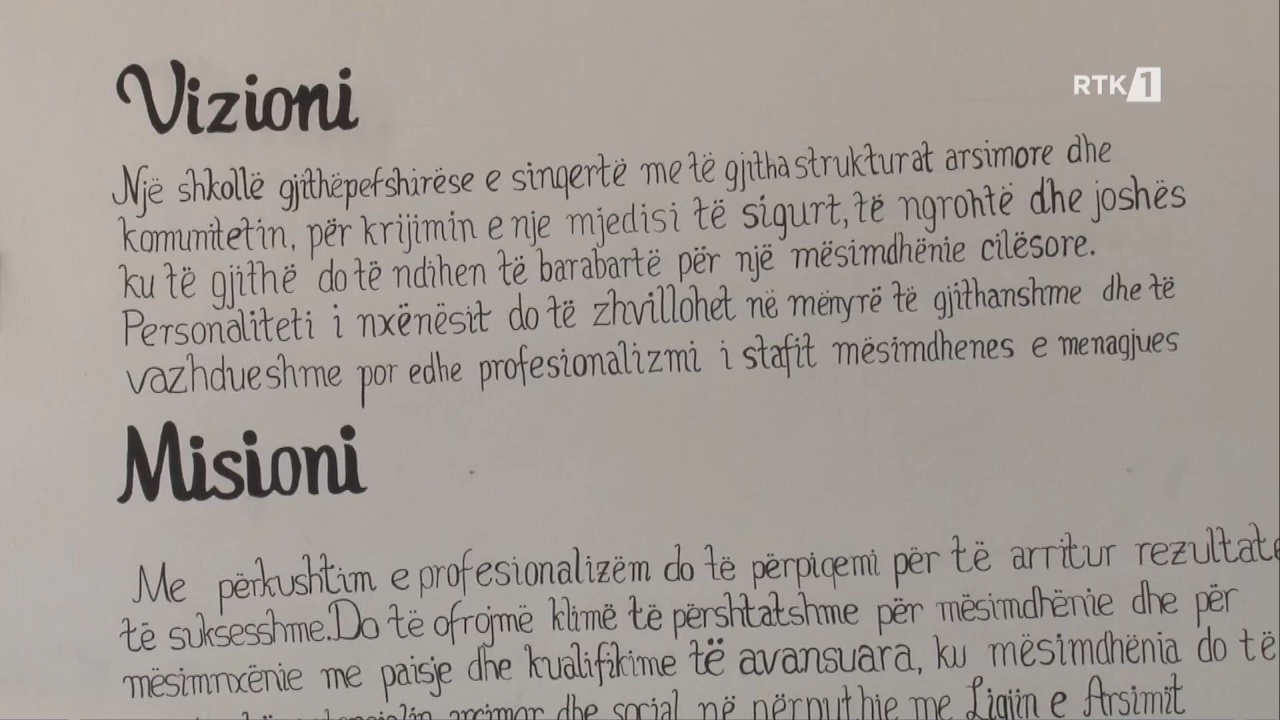 RTK 1
Vizioni
Një shkollë gjithëpefshirëse e sinqertë me të gjitha strukturat arsimore dhe
komunitetin, për krijimin e nje mjedisi të sigurt, të ngrohtë dhe joshës
ku të gjithë do të ndihen të barabartë për një mësimdhënie cilësore.
Personaliteti i nxënësit do të zhvillohet në mënyrë të gjithanshme dhe të
vazhdueshme por edhe profesionalizmi i stafit mësimdhenes e menagjues
Misioni
Me përkushtim e profesionalizëm do të përpiqemi për të arritur rezultate
të suksesshme. Do të ofrojmë klimë të përshtatshme për mësimdhënie dhe për
mësimnxënie me paisje dhe kualifikime të avansuara, ku mësimdhënia do të
arsimor dhe social në përputhje me Ligjin e Arsimit